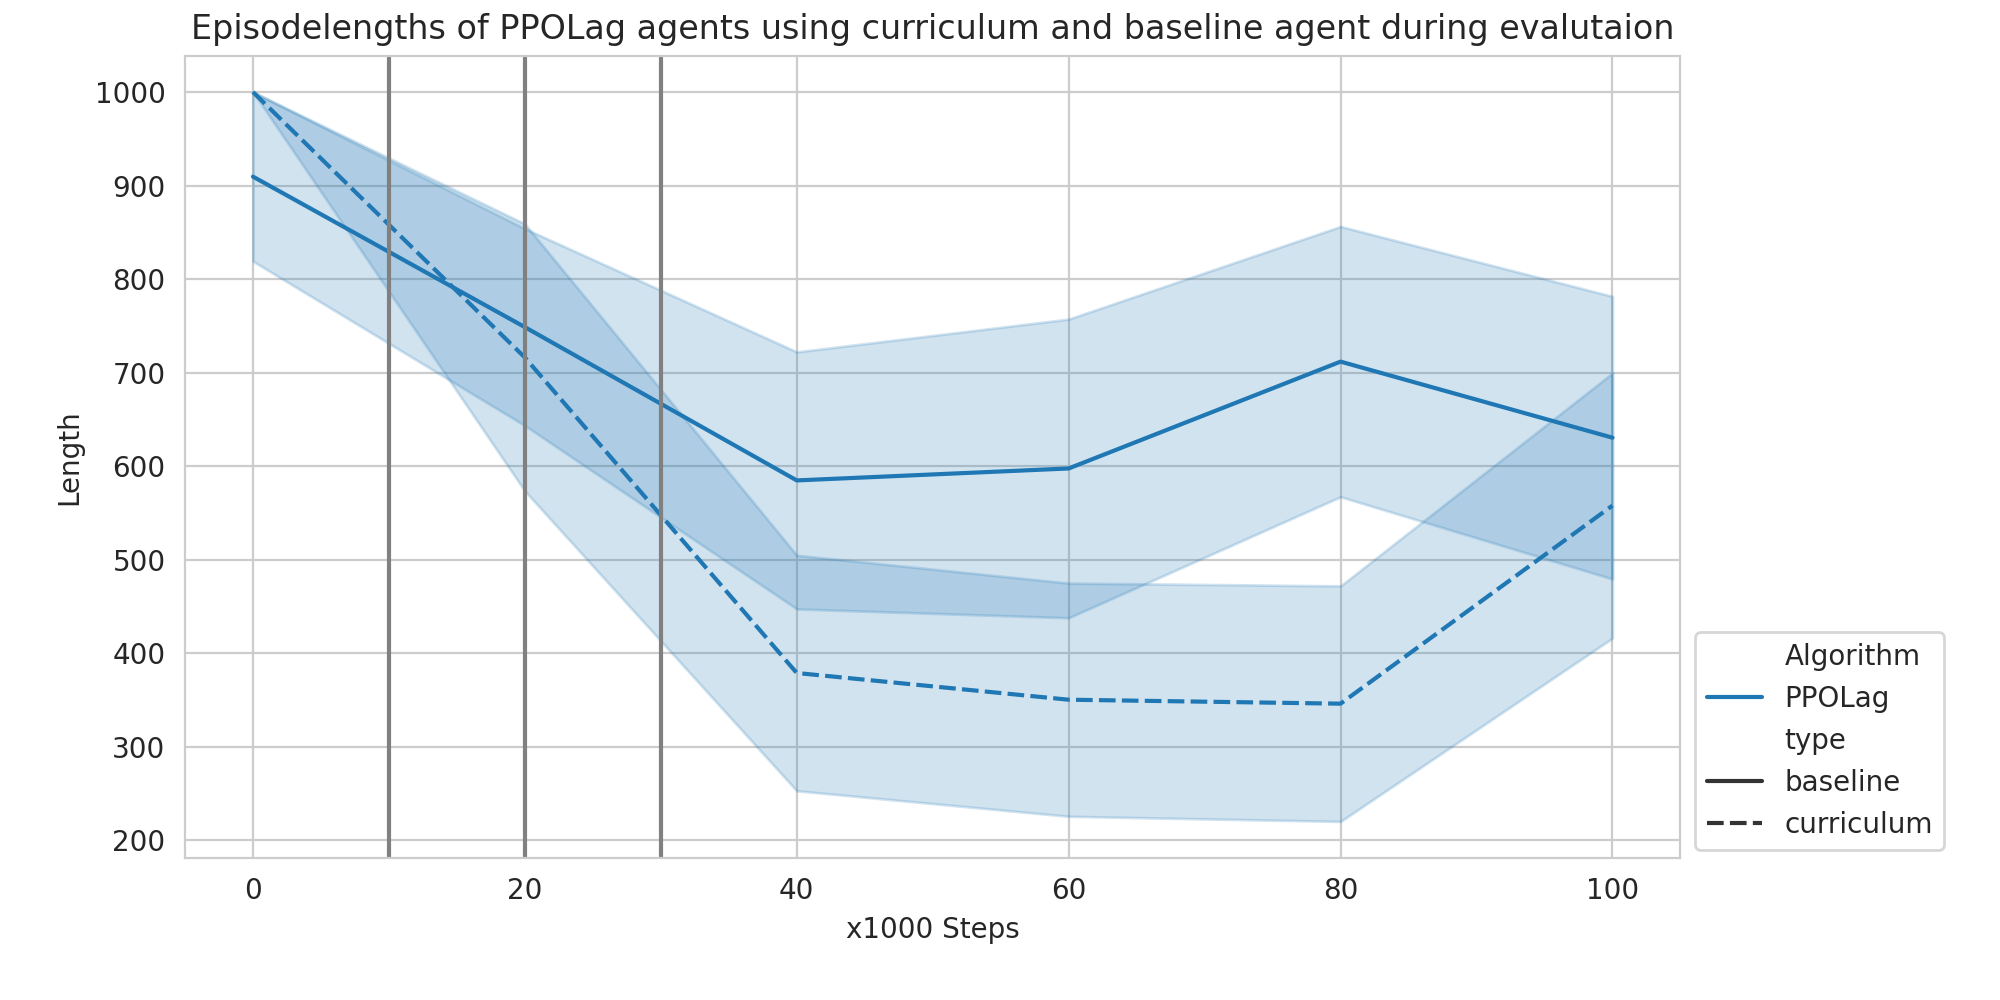 Episodelengths of PPOLag agents using curriculum and baseline agent during evalutaion
1000
900
800
700
600
500
400
300
200
Length
0 20 40 60 80 100
x1000 Steps
Algorithm
PPOLag
type
baseline
curriculum